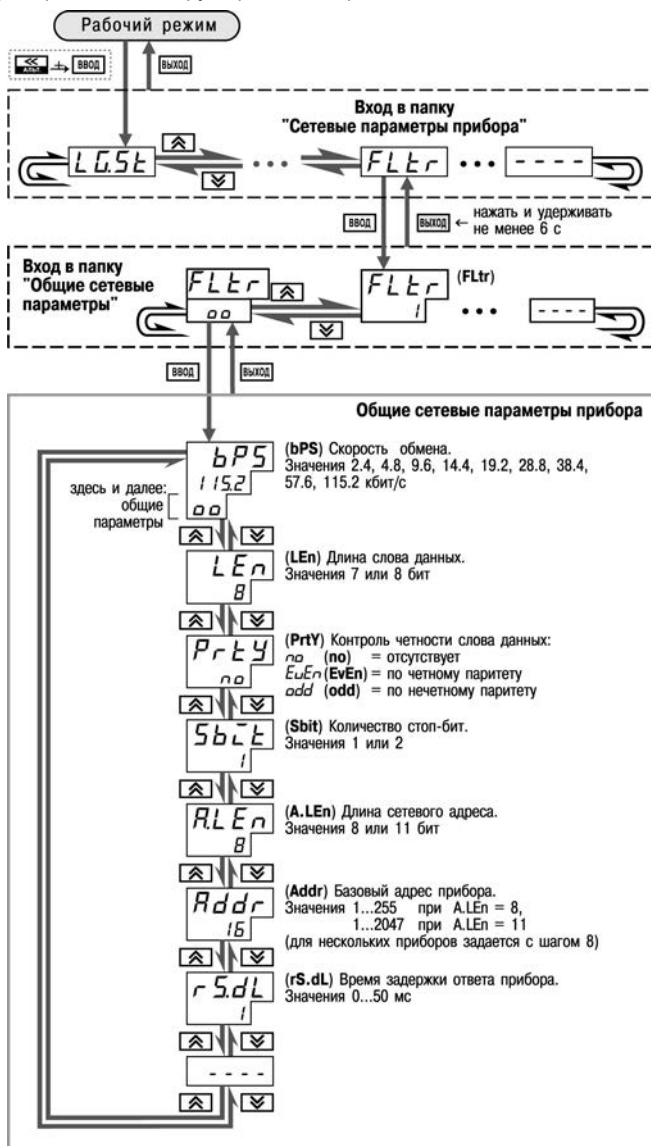 Рабочий режим
АЛЬТ ВВОД ВЫХОД
Вход в папку
"Сетевые параметры прибора"
LG.St ••• FLtr ••• - - - -
ВВОД ВЫХОД нажать и удерживать
не менее 6 с
Вход в папку
"Общие сетевые
параметры"
FLtr
oo
FLtr (FLtr)
1
••• - - - -
ВВОД ВЫХОД
Общие сетевые параметры прибора
bPS (bPS) Скорость обмена.
115.2 Значения 2.4, 4.8, 9.6, 14.4, 19.2, 28.8, 38.4,
57.6, 115.2 кбит/с
oo
здесь и далее:
общие
параметры
LEn (LEn) Длина слова данных.
8 Значения 7 или 8 бит
PrtY (PrtY) Контроль четности слова данных:
no no (no) = отсутствует
EvEn (EvEn) = по четному паритету
odd (odd) = по нечетному паритету
Sbit (Sbit) Количество стоп-бит.
1 Значения 1 или 2
A.LEn (A.LEn) Длина сетевого адреса.
8 Значения 8 или 11 бит
Addr (Addr) Базовый адрес прибора.
16 Значения 1...255 при A.LEn = 8,
1...2047 при A.LEn = 11
(для нескольких приборов задается с шагом 8)
rS.dL (rS.dL) Время задержки ответа прибора.
1 Значения 0...50 мс
- - - -